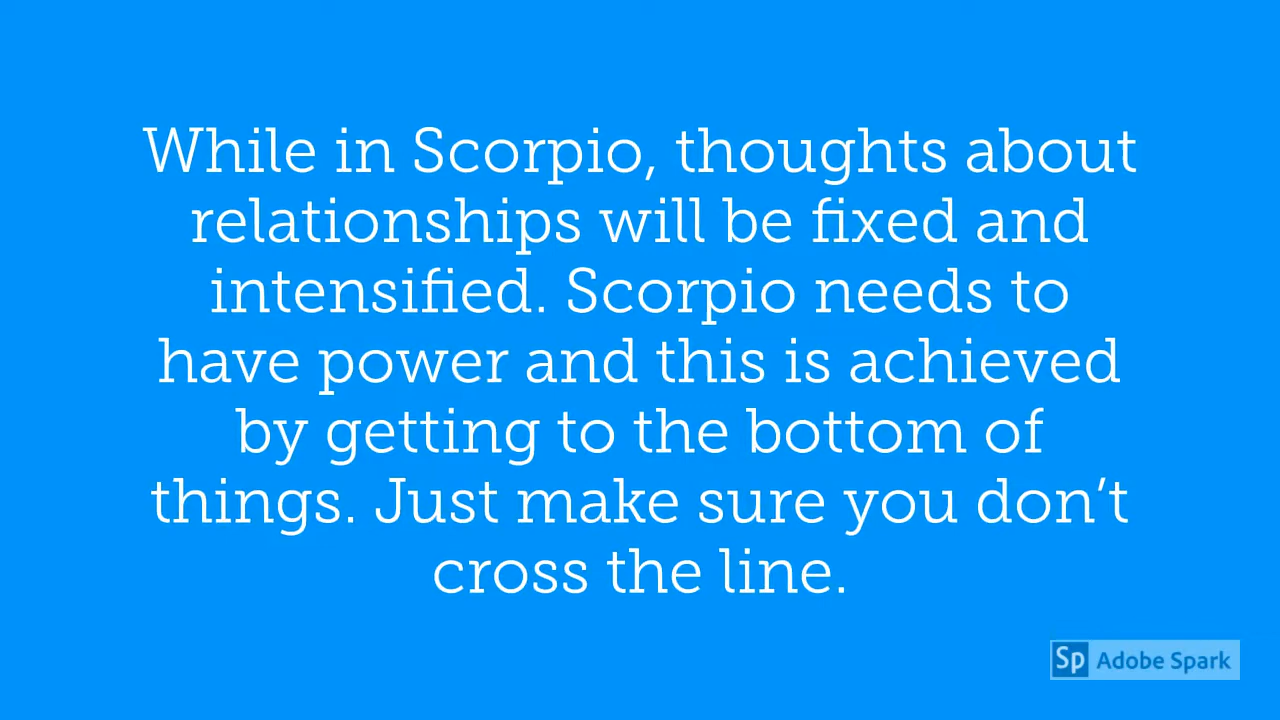 While in Scorpio, thoughts about
relationships will be fixed and
intensified. Scorpio needs to
have power and this is achieved
by getting to the bottom of
things. Just make sure you don’t
cross the line.
Sp Adobe Spark